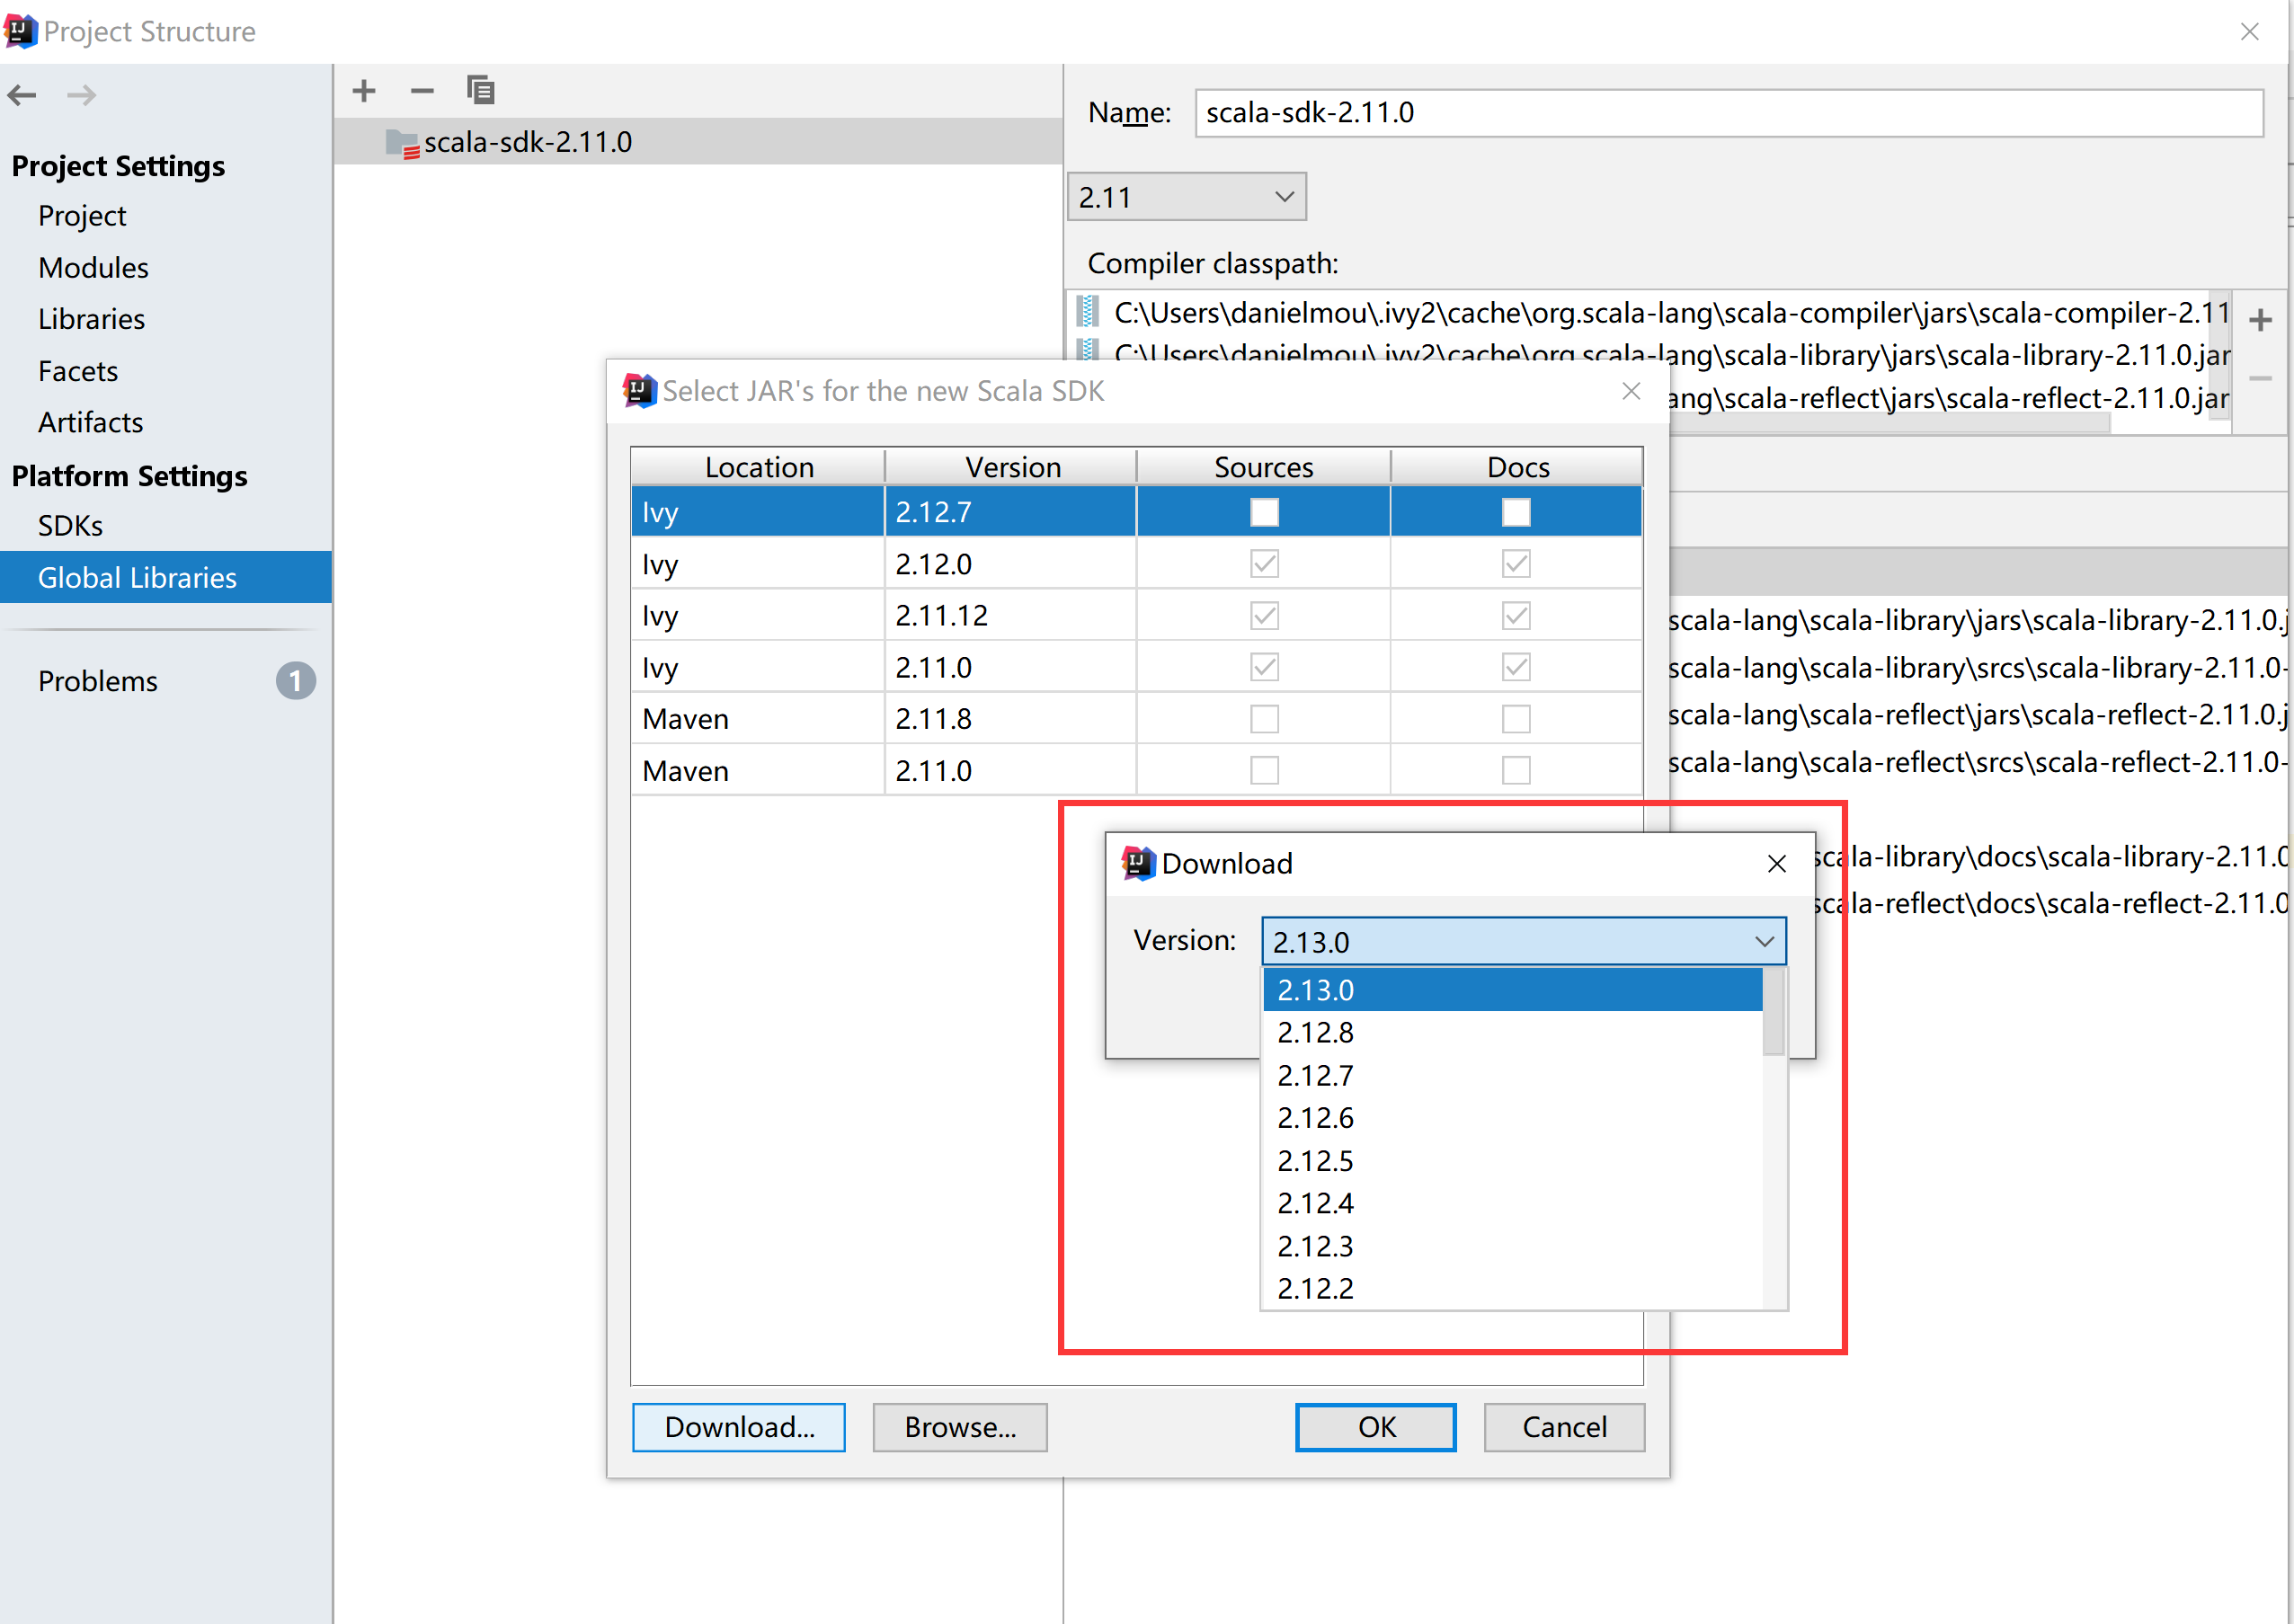 Project Structure
Project Settings
Project
Modules
Libraries
Facets
Artifacts
Platform Settings
SDKs
Global Libraries
Problems 1
scala-sdk-2.11.0
Name: scala-sdk-2.11.0
2.11
Compiler classpath:
C:\Users\danielmou\.ivy2\cache\org.scala-lang\scala-compiler\jars\scala-compiler-2.11
C:\Users\danielmou\.ivy2\cache\org.scala-lang\scala-library\jars\scala-library-2.11.0.jar
ang\scala-reflect\jars\scala-reflect-2.11.0.jar
scala-lang\scala-library\jars\scala-library-2.11.0.j
scala-lang\scala-library\srcs\scala-library-2.11.0-
scala-lang\scala-reflect\jars\scala-reflect-2.11.0.j
scala-lang\scala-reflect\srcs\scala-reflect-2.11.0-
scala-library\docs\scala-library-2.11.0
scala-reflect\docs\scala-reflect-2.11.0
Select JAR's for the new Scala SDK
Location Version Sources Docs
Ivy 2.12.7
Ivy 2.12.0
Ivy 2.11.12
Ivy 2.11.0
Maven 2.11.8
Maven 2.11.0
Download
Version: 2.13.0
2.13.0
2.12.8
2.12.7
2.12.6
2.12.5
2.12.4
2.12.3
2.12.2
Download... Browse... OK Cancel